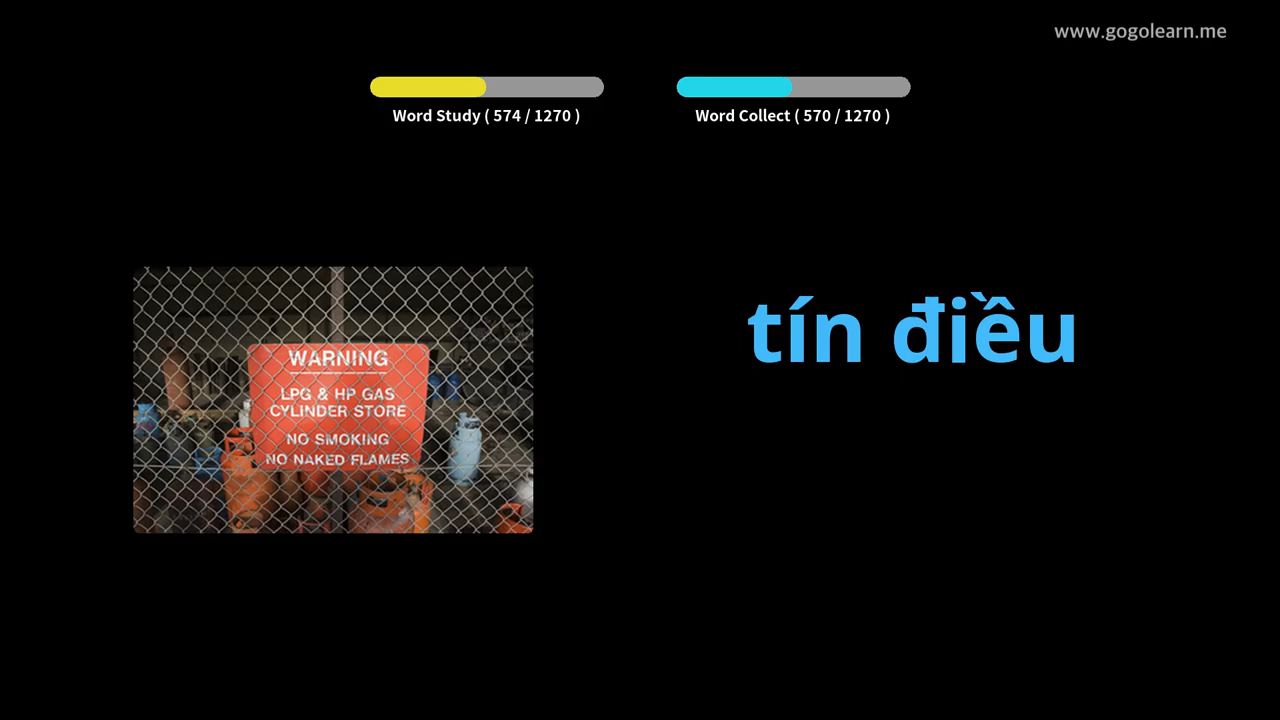 www.gogolearn.me
Word Study ( 574 / 1270 )
Word Collect ( 570 / 1270 )
tín điều
WARNING
LPG & HP GAS
CYLINDER STORE
NO SMOKING
NO NAKED FLAMES